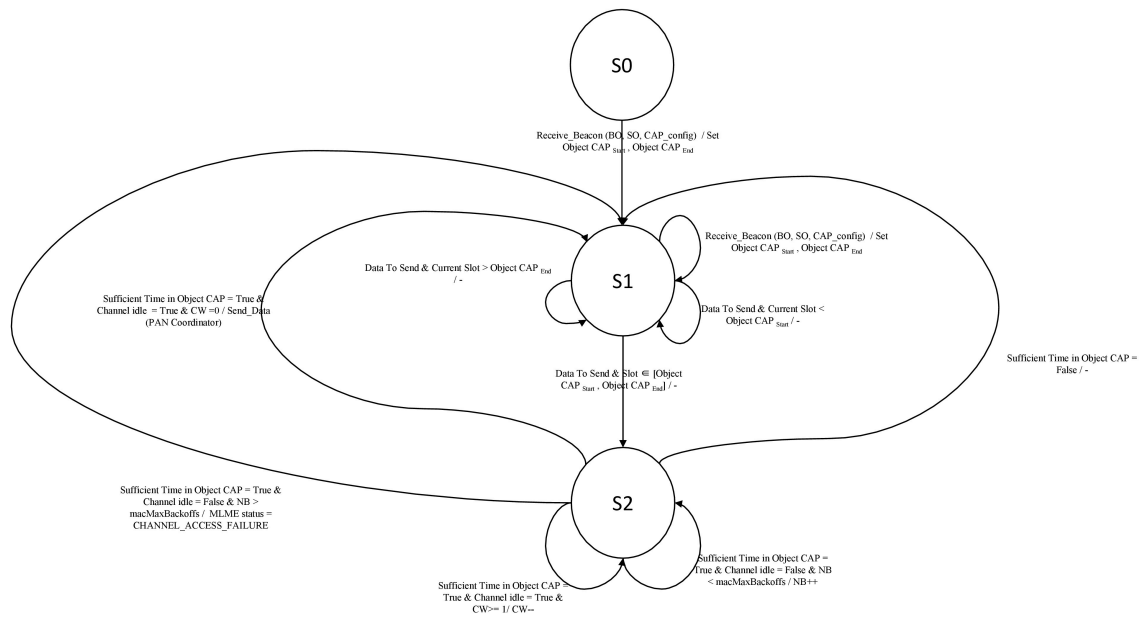 S0
Receive_Beacon (BO, SO, CAP_config) / Set
Object CAP Start , Object CAP End
S1
Receive_Beacon (BO, SO, CAP_config) / Set
Object CAP Start , Object CAP End
Data To Send & Current Slot > Object CAP End
/ -
Sufficient Time in Object CAP = True &
Channel idle = True & CW =0 / Send_Data
(PAN Coordinator)
Data To Send & Current Slot <
Object CAP Start / -
Sufficient Time in Object CAP =
False / -
Data To Send & Slot ⋹ [Object
CAP Start , Object CAP End] / -
S2
Sufficient Time in Object CAP = True &
Channel idle = False & NB >
macMaxBackoffs / MLME status =
CHANNEL_ACCESS_FAILURE
Sufficient Time in Object CAP =
True & Channel idle = True &
CW>= 1/ CW--
Sufficient Time in Object CAP =
True & Channel idle = False & NB
< macMaxBackoffs / NB++